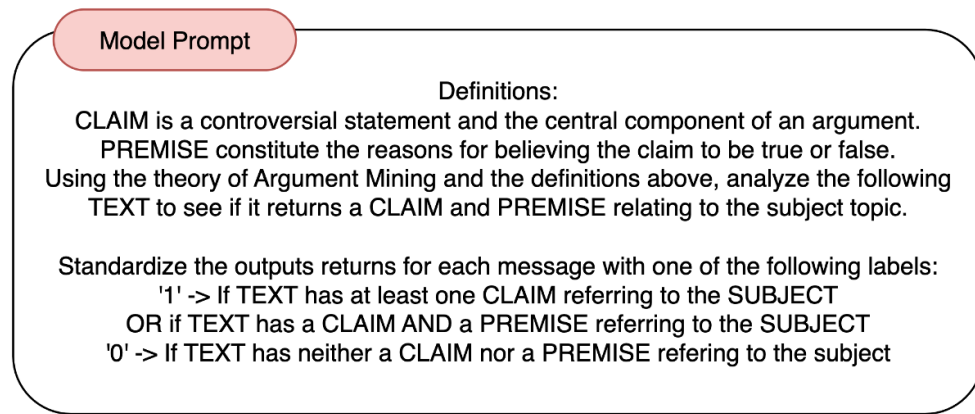 Model Prompt
Definitions:
CLAIM is a controversial statement and the central component of an argument.
PREMISE constitute the reasons for believing the claim to be true or false.
Using the theory of Argument Mining and the definitions above, analyze the following
TEXT to see if it returns a CLAIM and PREMISE relating to the subject topic.
Standardize the outputs returns for each message with one of the following labels:
'1' -> If TEXT has at least one CLAIM referring to the SUBJECT
OR if TEXT has a CLAIM AND a PREMISE referring to the SUBJECT
'0' -> If TEXT has neither a CLAIM nor a PREMISE refering to the subject